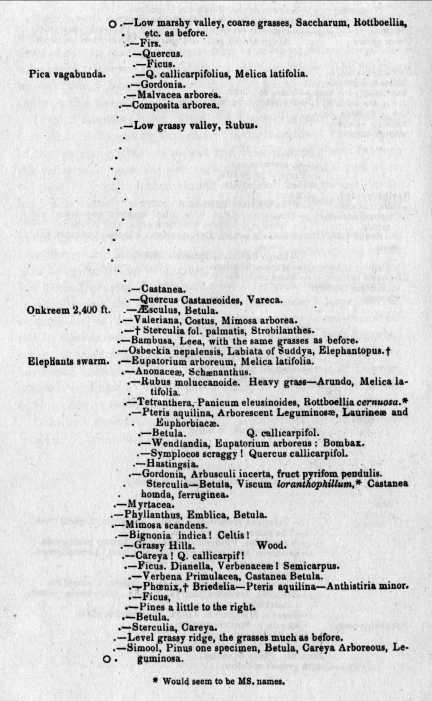 O .—Low marshy valley, coarse grasses, Saccharum, Rottboellia,
etc. as before.
.—Firs.
.—Quercus.
.—Ficus.
Pica vagabunda. .—Q. callicarpifolius, Melica latifolia.
.—Gordonia.
.—Malvacea arborea.
.—Composita arborea.
.—Low grassy valley, Rubus.
.—Castanea.
.—Quercus Castaneoides, Vareca.
Onkreem 2,400 ft. .—Æsculus, Betula.
.—Valeriana, Costus, Mimosa arborea.
.—† Sterculia fol. palmatis, Strobilanthes.
.—Bambusa, Leea, with the same grasses as before.
.—Osbeckia nepalensis, Labiata of Suddya, Elephantopus.†
Elephants swarm. .—Eupatorium arboreum, Melica latifolia.
.—Anonaceæ, Schænanthus.
.—Rubus moluccanoide. Heavy grass—Arundo, Melica la-
tifolia.
.—Tetranthera, Panicum eleusinoides, Rottboellia cernuosa.*
.—Pteris aquilina, Arborescent Leguminosæ, Laurineæ and
Euphorbiacæ.
.—Betula. Q. callicarpifol.
.—Wendlandia, Eupatorium arboreus: Bombax.
.—Symplocos scraggy! Quercus callicarpifol.
.—Hastingsia.
.—Gordonia, Arbusculi incerta, fruct pyrifom pendulis.
Sterculia—Betula, Viscum loranthophillum,* Castanea
homda, ferruginea.
.—Myrtacea.
.—Phyllanthus, Emblica, Betula.
.—Mimosa scandens.
.—Bignonia indica! Celtis!
.—Grassy Hills. Wood.
.—Careya! Q. callicarpif!
.—Ficus. Dianella, Verbenaceæ! Semicarpus.
.—Verbena Primulacea, Castanea Betula.
.—Phœnix,† Briedelia—Pteris aquilina—Anthistiria minor.
.—Ficus,
.—Pines a little to the right.
.—Betula.
.—Sterculia, Careya.
.—Level grassy ridge, the grasses much as before.
.—Simool, Pinus one specimen, Betula, Careya Arboreous, Le-
O . guminosa.
* Would seem to be MS. names.